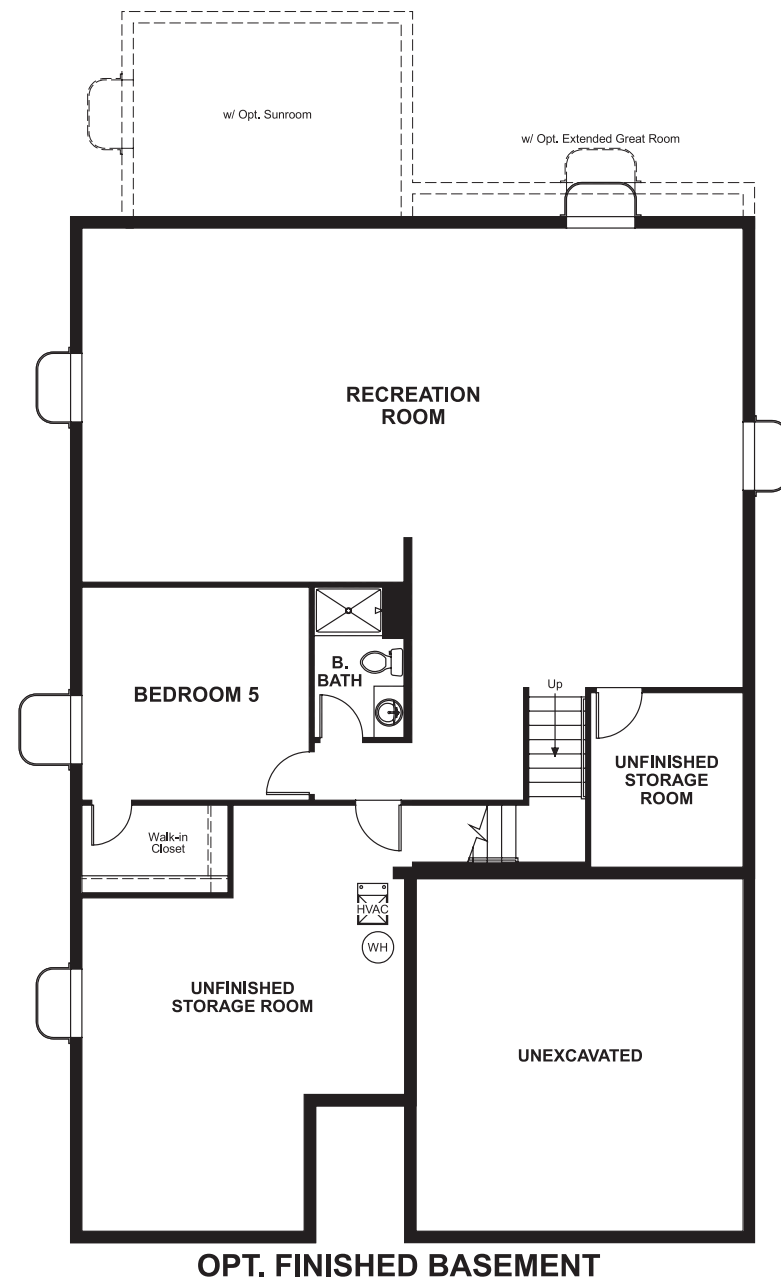 w/ Opt. Sunroom
w/ Opt. Extended Great Room
RECREATION
ROOM
B.
BATH
BEDROOM 5
Up
UNFINISHED
STORAGE
ROOM
Walk-in
Closet
HVAC
WH
UNFINISHED
STORAGE ROOM
UNEXCAVATED
OPT. FINISHED BASEMENT